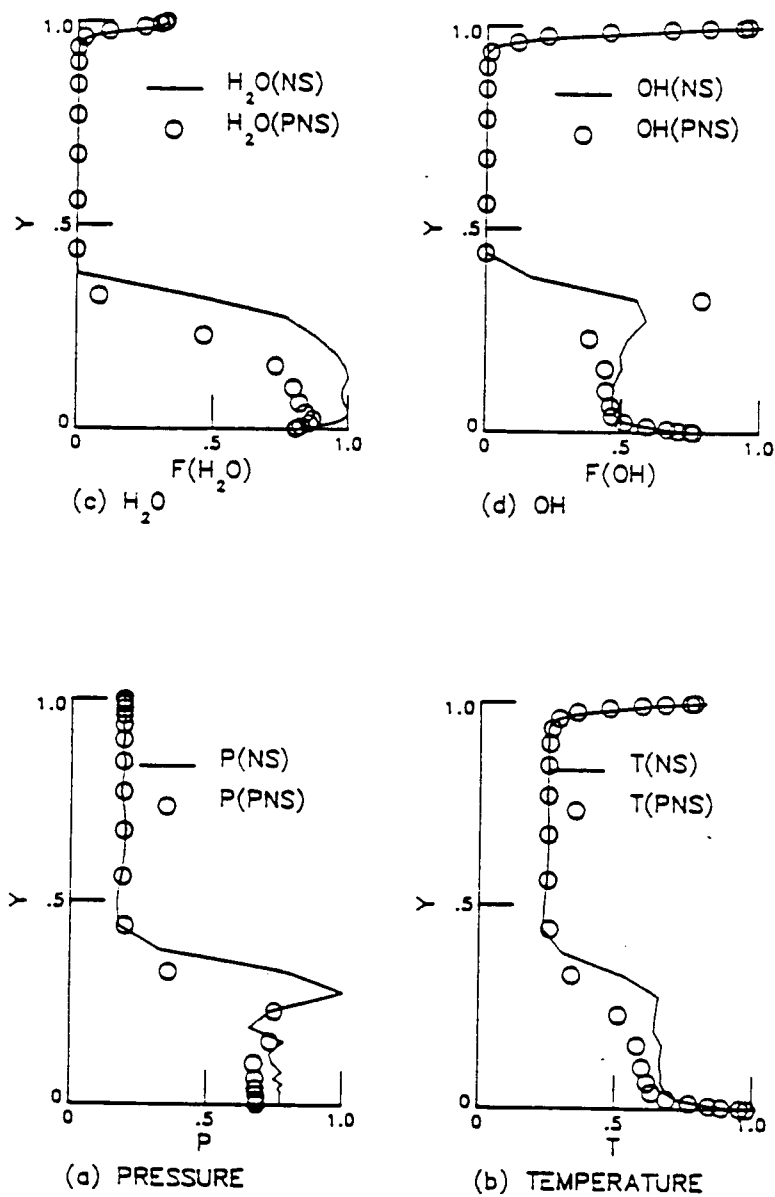 1.0
H₂O(NS)
H₂O(PNS)
Y
.5
0
0
.5
1.0
F(H₂O)
(c) H₂O
1.0
OH(NS)
OH(PNS)
Y
.5
0
0
.5
1.0
F(OH)
(d) OH
1.0
P(NS)
P(PNS)
Y
.5
0
0
.5
1.0
P
(a) PRESSURE
1.0
T(NS)
T(PNS)
Y
.5
0
0
.5
1.0
T
(b) TEMPERATURE